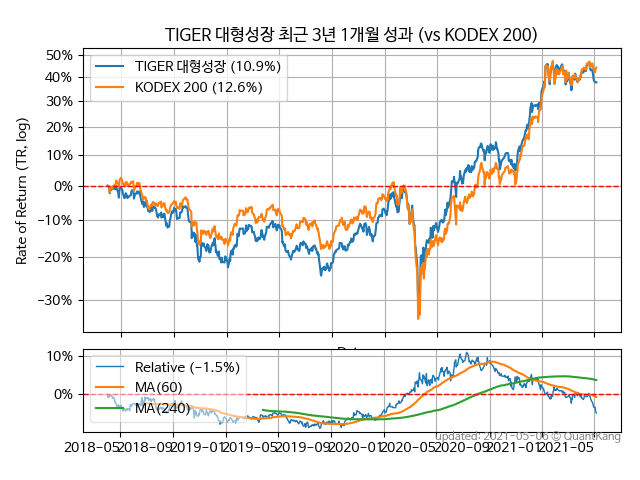 TIGER 대형성장 최근 3년 1개월 성과 (vs KODEX 200)
Rate of Return (TR, log)
50%
40%
30%
20%
10%
0%
−10%
−20%
−30%
TIGER 대형성장 (10.9%)
KODEX 200 (12.6%)
10%
0%
Relative (−1.5%)
MA(60)
MA(240)
2018-05 2018-09 2019-01 2019-05 2019-09 2020-01 2020-05 2020-09 2021-01 2021-05
updated: 2021-05-06 © QuantKang